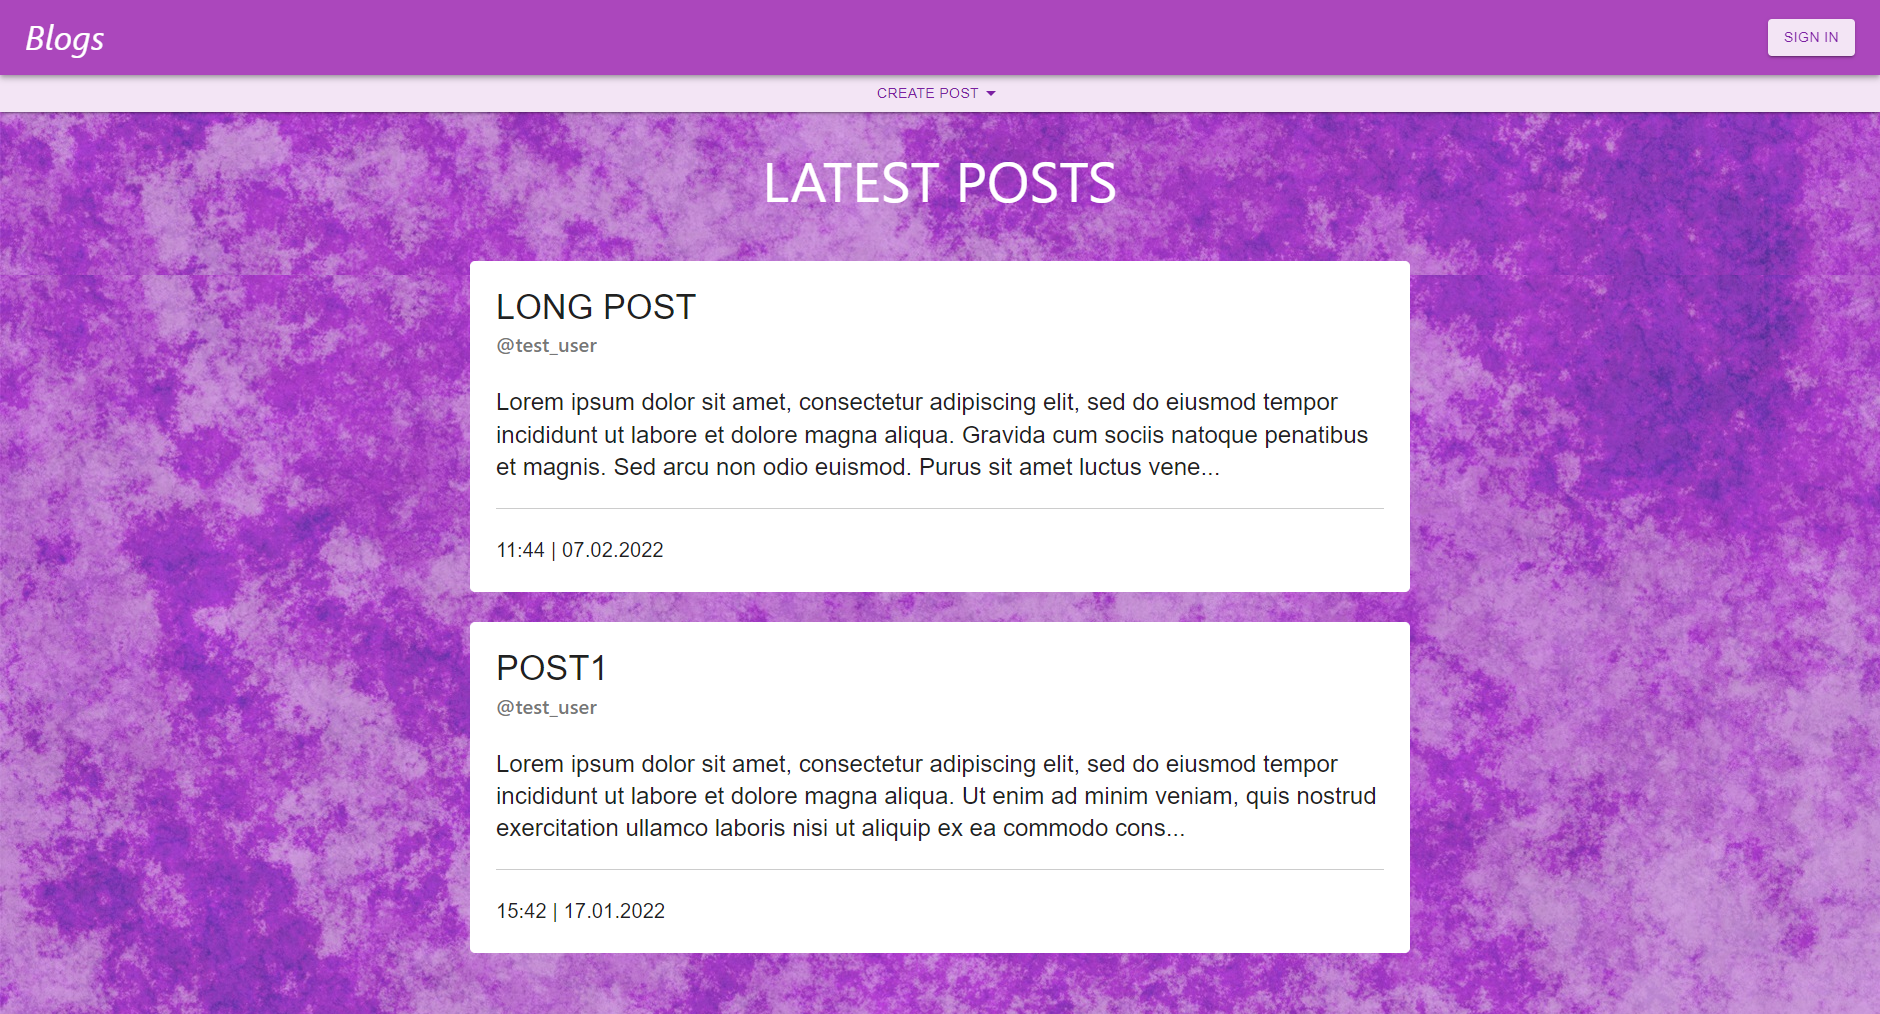 Blogs
SIGN IN
CREATE POST
LATEST POSTS
LONG POST
@test_user
Lorem ipsum dolor sit amet, consectetur adipiscing elit, sed do eiusmod tempor
incididunt ut labore et dolore magna aliqua. Gravida cum sociis natoque penatibus
et magnis. Sed arcu non odio euismod. Purus sit amet luctus vene...
11:44 | 07.02.2022
POST1
@test_user
Lorem ipsum dolor sit amet, consectetur adipiscing elit, sed do eiusmod tempor
incididunt ut labore et dolore magna aliqua. Ut enim ad minim veniam, quis nostrud
exercitation ullamco laboris nisi ut aliquip ex ea commodo cons...
15:42 | 17.01.2022